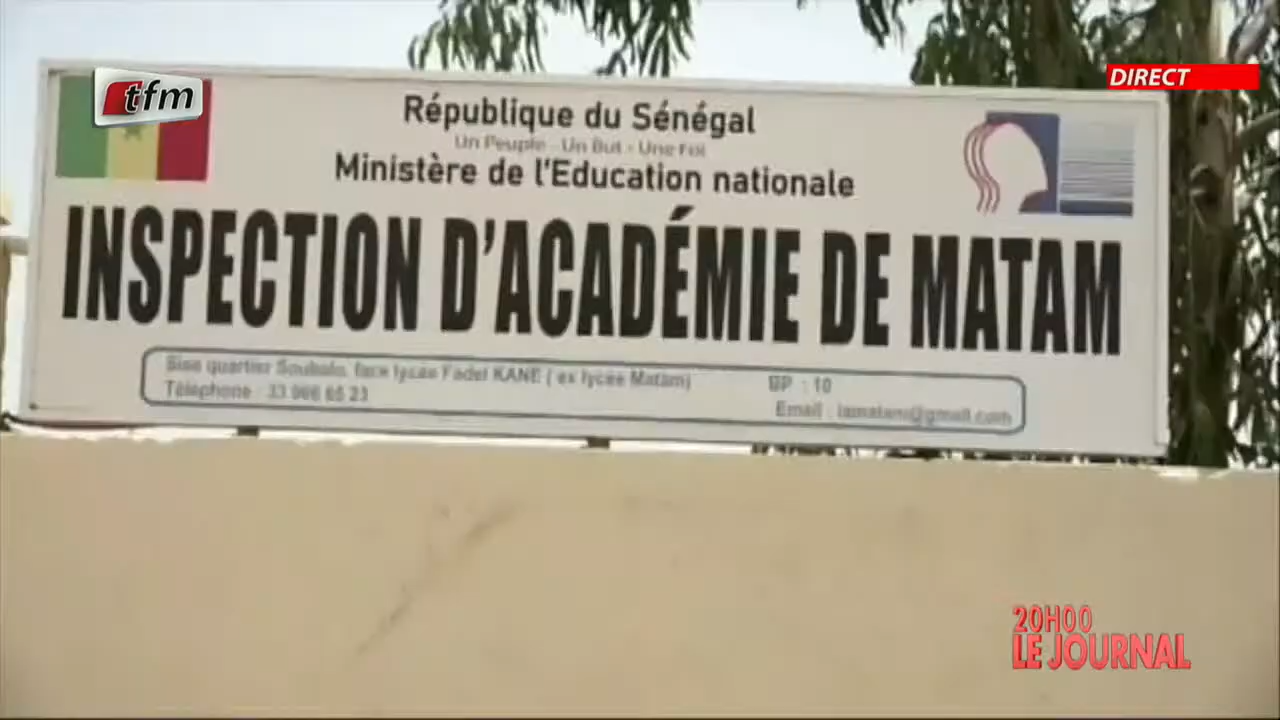 tfm
DIRECT
République du Sénégal
Un Peuple - Un But - Une Foi
Ministère de l'Education nationale
INSPECTION D'ACADÉMIE DE MATAM
Sise quartier Soubalo, face lycée Fadel KANE ( ex lycée Matam)
BP : 10
Téléphone : 33 966 65 23
Email : iamatam@gmail.com
20H00
LE JOURNAL